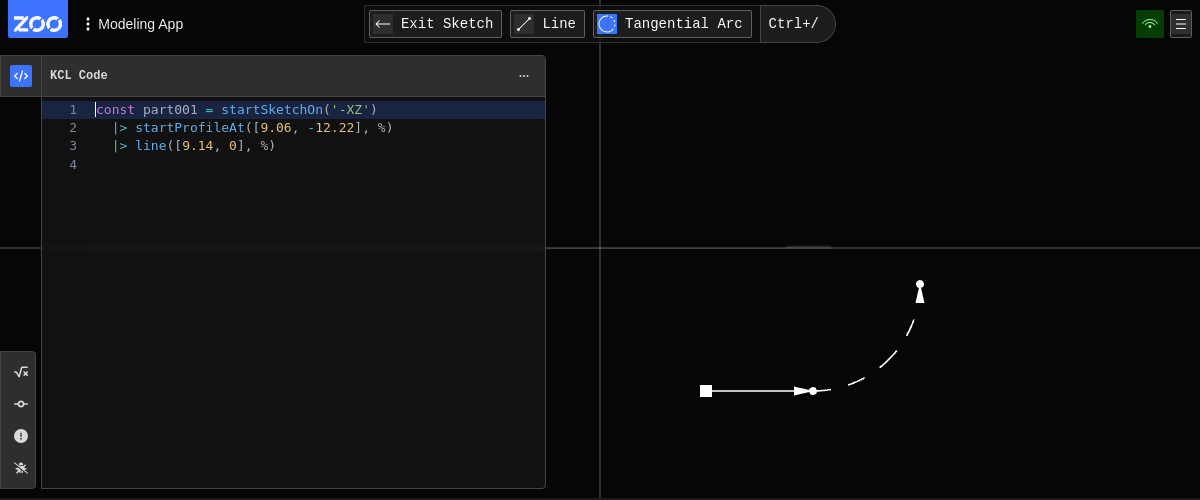 ZOO
Modeling App
Exit Sketch
Line
Tangential Arc
Ctrl+/
KCL Code
1 const part001 = startSketchOn('-XZ')
2 |> startProfileAt([9.06, -12.22], %)
3 |> line([9.14, 0], %)
4